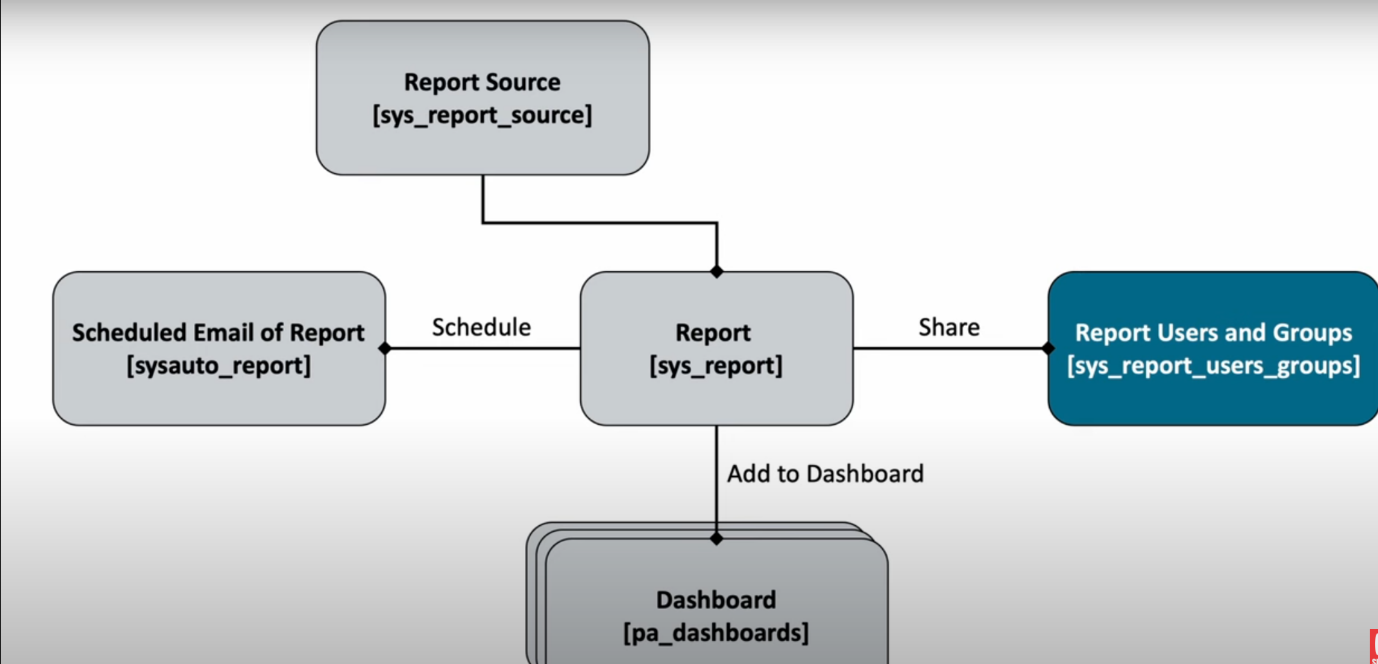 Report Source
[sys_report_source]
Scheduled Email of Report
[sysauto_report]
Schedule
Report
[sys_report]
Share
Report Users and Groups
[sys_report_users_groups]
Add to Dashboard
Dashboard
[pa_dashboards]